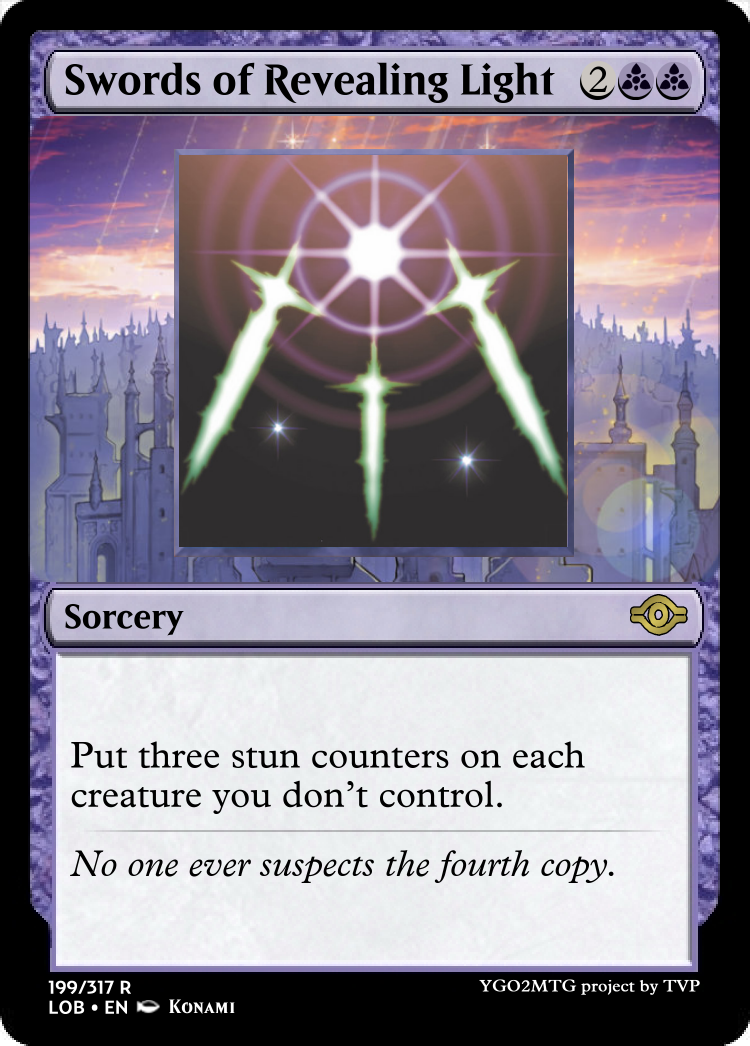 Swords of Revealing Light 2
Sorcery
Put three stun counters on each
creature you don't control.
No one ever suspects the fourth copy.
199/317 R
YGO2MTG project by TVP
LOB • EN Konami